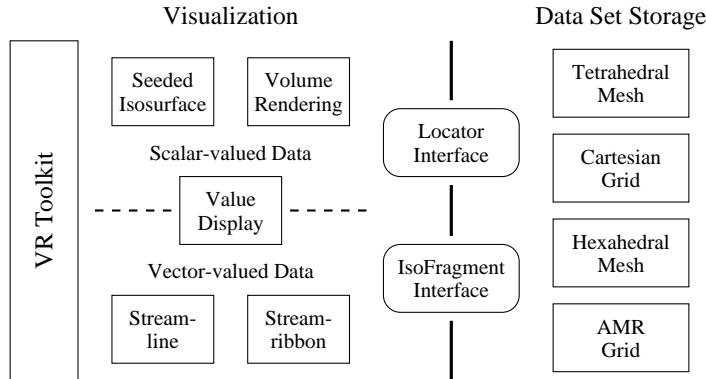 Visualization
Data Set Storage
VR Toolkit
Seeded
Isosurface
Volume
Rendering
Scalar-valued Data
Value
Display
Vector-valued Data
Stream-
line
Stream-
ribbon
Locator
Interface
IsoFragment
Interface
Tetrahedral
Mesh
Cartesian
Grid
Hexahedral
Mesh
AMR
Grid